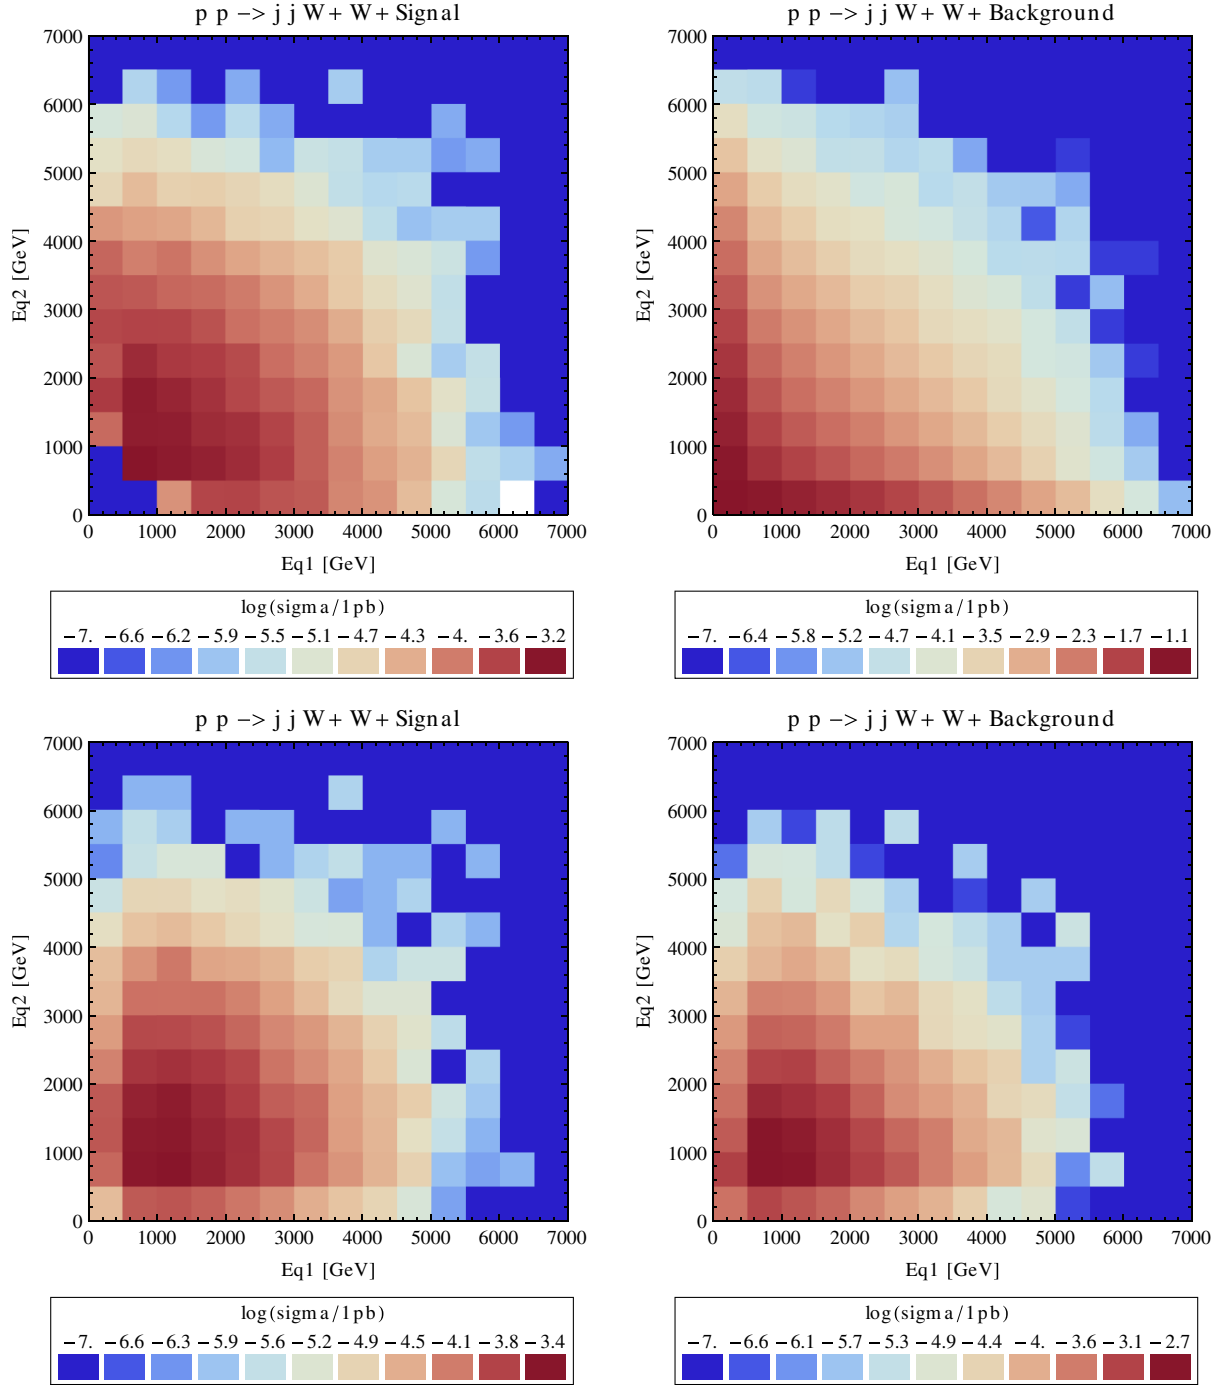 p p −> j j W+ W+ Signal
7000
6000
5000
4000
3000
2000
1000
0
Eq2 [GeV]
0 1000 2000 3000 4000 5000 6000 7000
Eq1 [GeV]
log(sigma/1pb)
−7. −6.6 −6.2 −5.9 −5.5 −5.1 −4.7 −4.3 −4. −3.6 −3.2
p p −> j j W+ W+ Background
7000
6000
5000
4000
3000
2000
1000
0
Eq2 [GeV]
0 1000 2000 3000 4000 5000 6000 7000
Eq1 [GeV]
log(sigma/1pb)
−7. −6.4 −5.8 −5.2 −4.7 −4.1 −3.5 −2.9 −2.3 −1.7 −1.1
p p −> j j W+ W+ Signal
7000
6000
5000
4000
3000
2000
1000
0
Eq2 [GeV]
0 1000 2000 3000 4000 5000 6000 7000
Eq1 [GeV]
log(sigma/1pb)
−7. −6.6 −6.3 −5.9 −5.6 −5.2 −4.9 −4.5 −4.1 −3.8 −3.4
p p −> j j W+ W+ Background
7000
6000
5000
4000
3000
2000
1000
0
Eq2 [GeV]
0 1000 2000 3000 4000 5000 6000 7000
Eq1 [GeV]
log(sigma/1pb)
−7. −6.6 −6.1 −5.7 −5.3 −4.9 −4.4 −4. −3.6 −3.1 −2.7